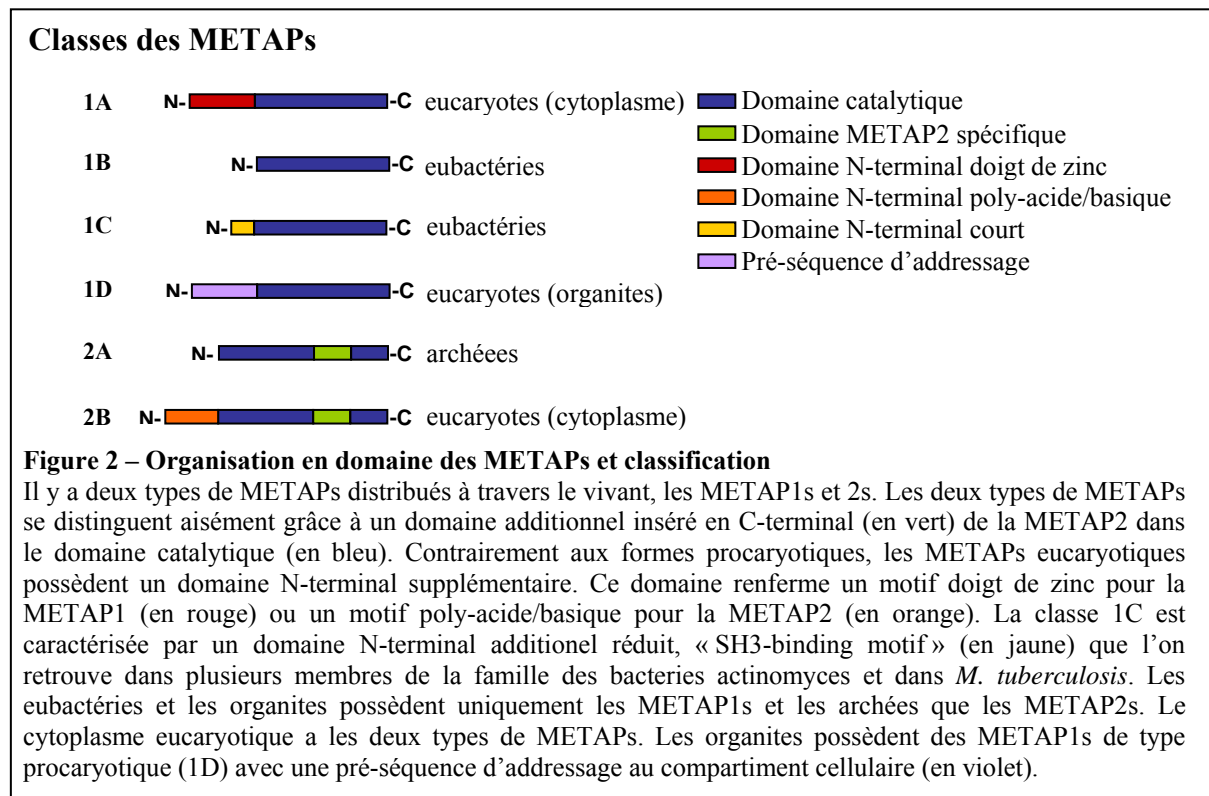 Classes des METAPs
1A N- -C eucaryotes (cytoplasme)
1B N- -C eubactéries
1C N- -C eubactéries
1D N- -C eucaryotes (organites)
2A N- -C archéees
2B N- -C eucaryotes (cytoplasme)
Domaine catalytique
Domaine METAP2 spécifique
Domaine N-terminal doigt de zinc
Domaine N-terminal poly-acide/basique
Domaine N-terminal court
Pré-séquence d’addressage
Figure 2 – Organisation en domaine des METAPs et classification
Il y a deux types de METAPs distribués à travers le vivant, les METAP1s et 2s. Les deux types de METAPs
se distinguent aisément grâce à un domaine additionnel inséré en C-terminal (en vert) de la METAP2 dans
le domaine catalytique (en bleu). Contrairement aux formes procaryotiques, les METAPs eucaryotiques
possèdent un domaine N-terminal supplémentaire. Ce domaine renferme un motif doigt de zinc pour la
METAP1 (en rouge) ou un motif poly-acide/basique pour la METAP2 (en orange). La classe 1C est
caractérisée par un domaine N-terminal additionel réduit, « SH3-binding motif » (en jaune) que l’on
retrouve dans plusieurs membres de la famille des bacteries actinomyces et dans M. tuberculosis. Les
eubactéries et les organites possèdent uniquement les METAP1s et les archées que les METAP2s. Le
cytoplasme eucaryotique a les deux types de METAPs. Les organites possèdent des METAP1s de type
procaryotique (1D) avec une pré-séquence d’addressage au compartiment cellulaire (en violet).